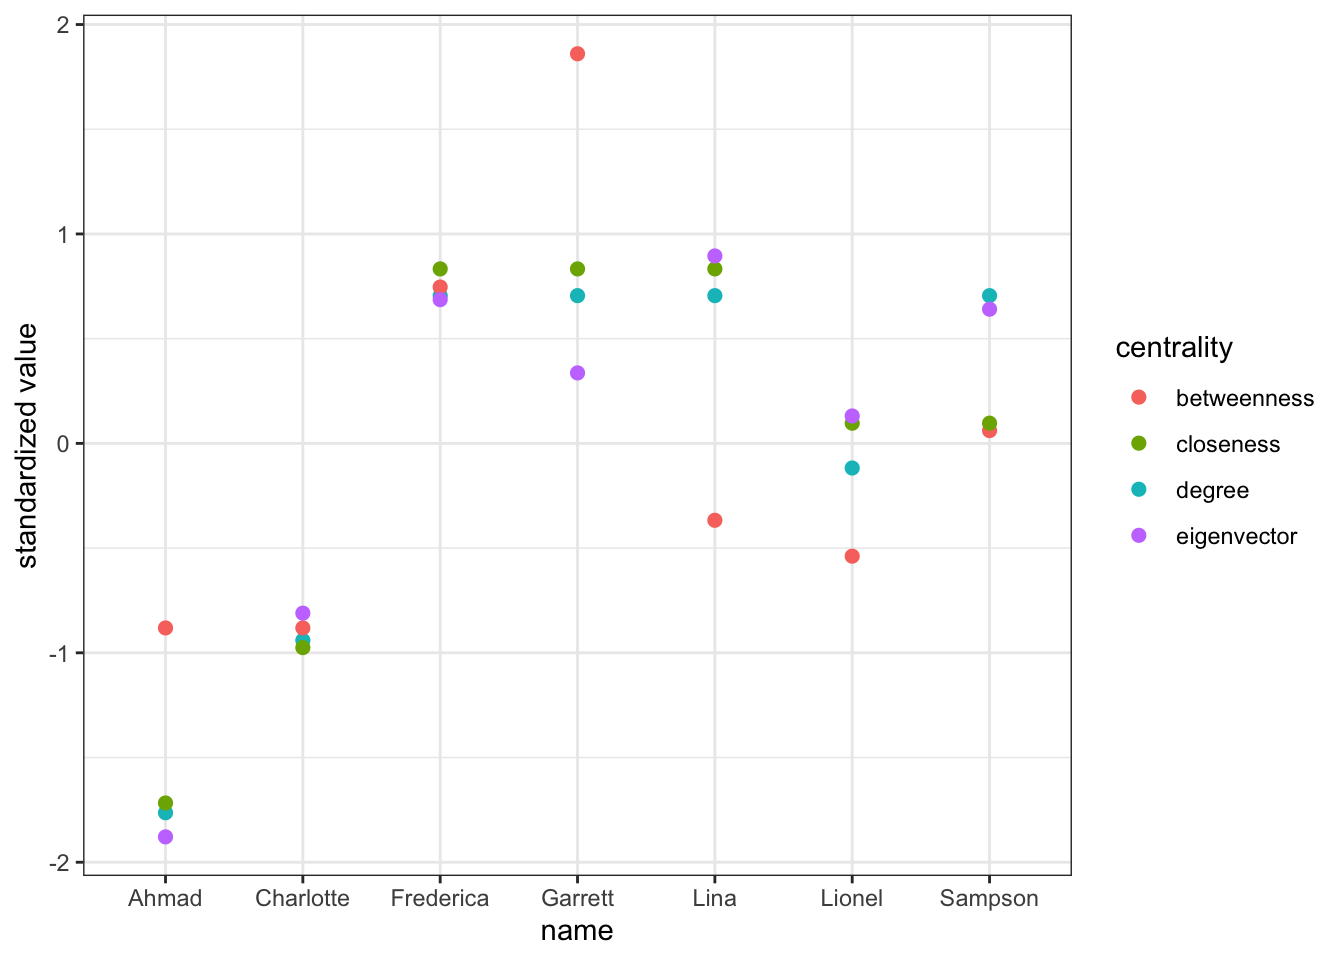 2
1
0
-1
-2
standardized value
Ahmad Charlotte Frederica Garrett Lina Lionel Sampson
name
centrality
betweenness
closeness
degree
eigenvector